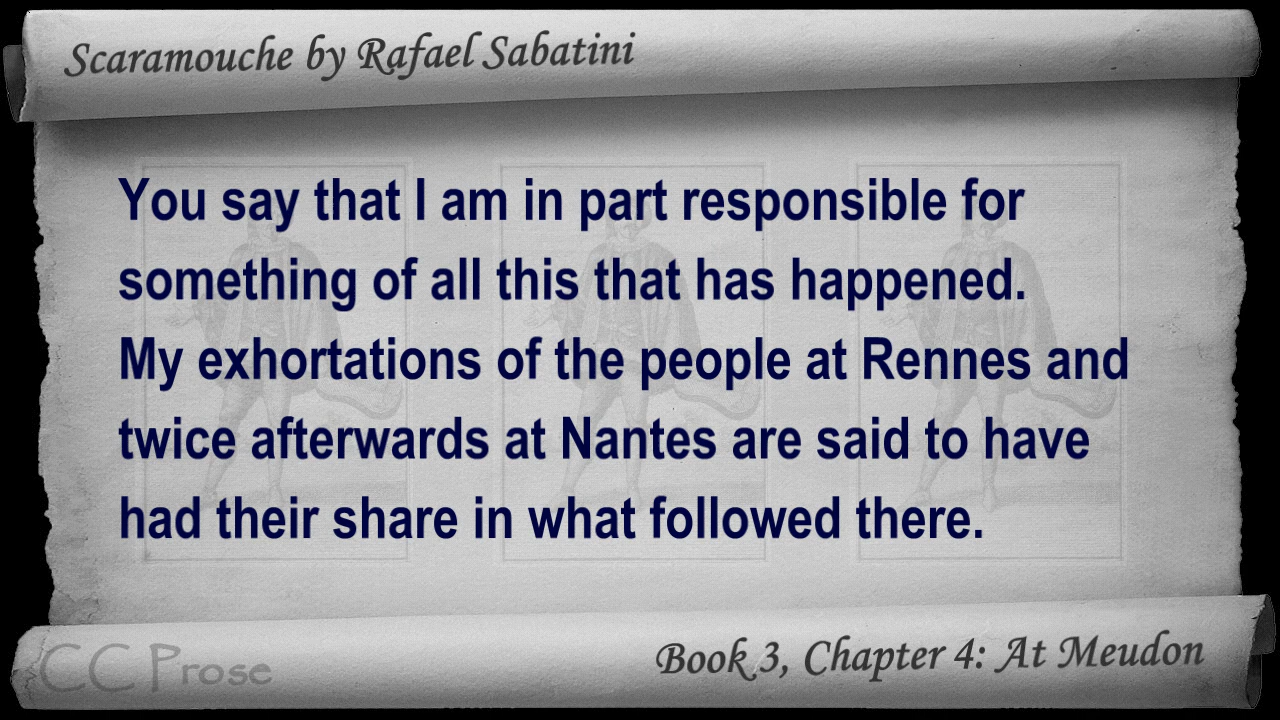 Scaramouche by Rafael Sabatini
You say that I am in part responsible for
something of all this that has happened.
My exhortations of the people at Rennes and
twice afterwards at Nantes are said to have
had their share in what followed there.
CC Prose
Book 3, Chapter 4: At Meudon